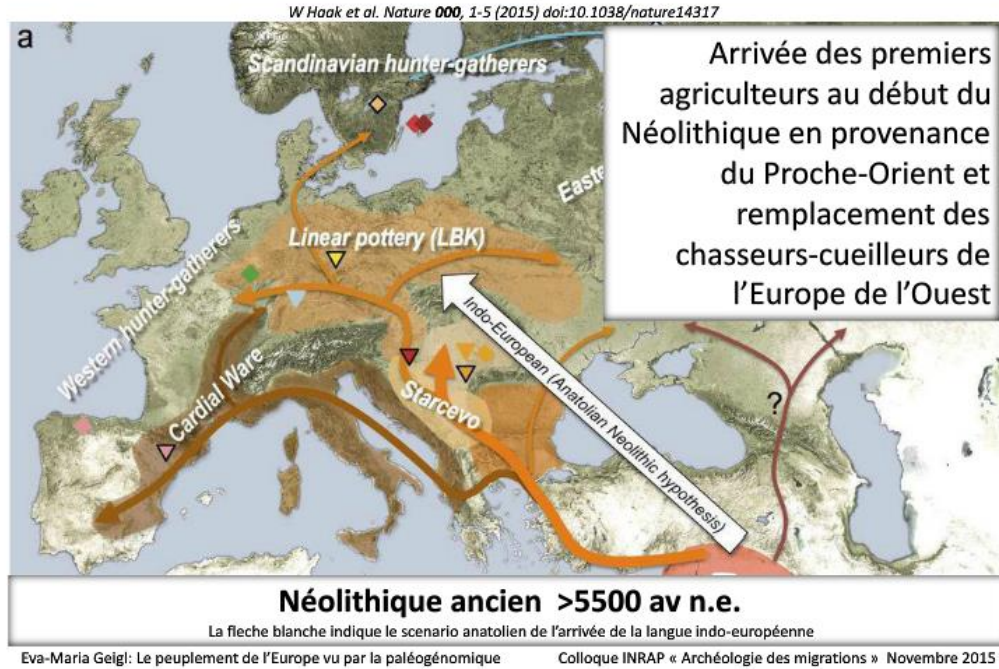 W Haak et al. Nature 000, 1-5 (2015) doi:10.1038/nature14317
a
Scandinavian hunter-gatherers
Arrivée des premiers
agriculteurs au début du
Néolithique en provenance
du Proche-Orient et
remplacement des
chasseurs-cueilleurs de
l'Europe de l'Ouest
Easte
Linear pottery (LBK)
Western hunter-gatherers
Indo-European (Anatolian Neolithic hypothesis)
Cardial Ware
Starcevo
?
Néolithique ancien >5500 av n.e.
La fleche blanche indique le scenario anatolien de l'arrivée de la langue indo-européenne
Eva-Maria Geigl: Le peuplement de l'Europe vu par la paléogénomique
Colloque INRAP « Archéologie des migrations » Novembre 2015